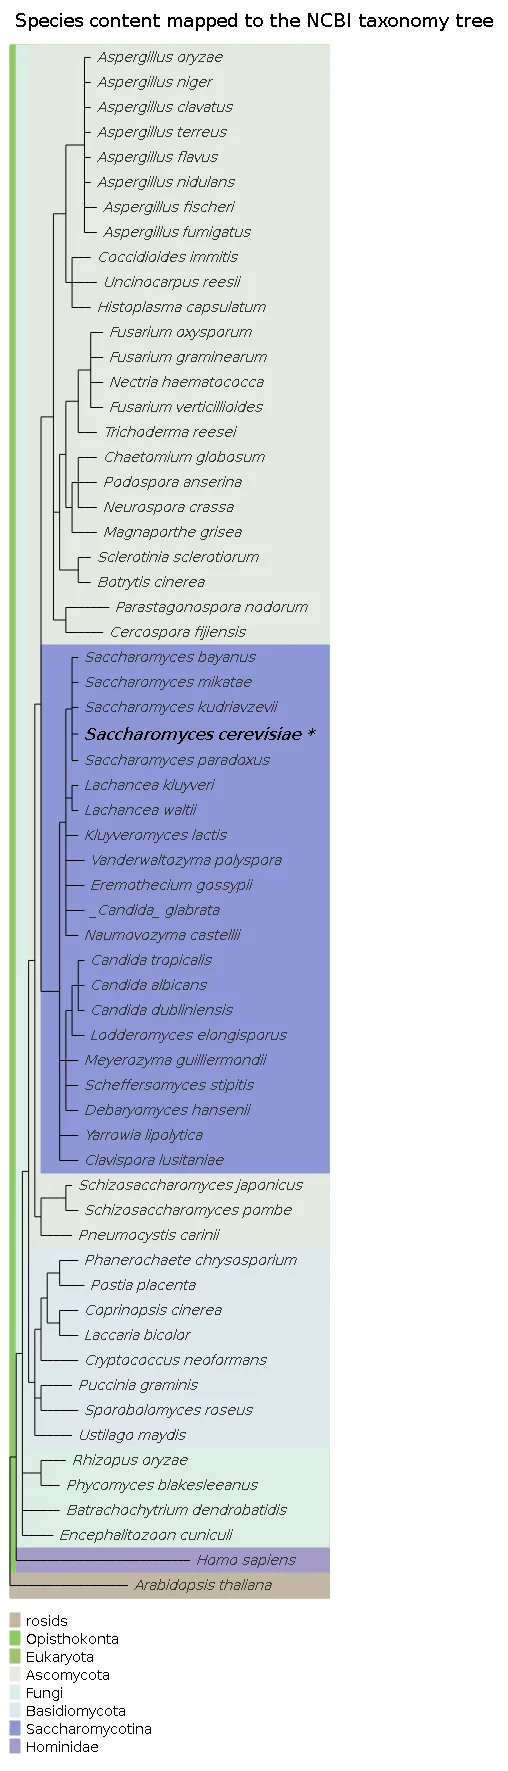 Species content mapped to the NCBI taxonomy tree
Aspergillus oryzae
Aspergillus niger
Aspergillus clavatus
Aspergillus terreus
Aspergillus flavus
Aspergillus nidulans
Aspergillus fischeri
Aspergillus fumigatus
Coccidioides immitis
Uncinocarpus reesii
Histoplasma capsulatum
Fusarium oxysporum
Fusarium graminearum
Nectria haematococca
Fusarium verticillioides
Trichoderma reesei
Chaetomium globosum
Podospora anserina
Neurospora crassa
Magnaporthe grisea
Sclerotinia sclerotiorum
Botrytis cinerea
Parastagonospora nodorum
Cercospora fijiensis
Saccharomyces bayanus
Saccharomyces mikatae
Saccharomyces kudriavzevii
Saccharomyces cerevisiae *
Saccharomyces paradoxus
Lachancea kluyveri
Lachancea waltii
Kluyveromyces lactis
Vanderwaltozyma polyspora
Eremothecium gossypii
_Candida_ glabrata
Naumovozyma castellii
Candida tropicalis
Candida albicans
Candida dubliniensis
Lodderomyces elongisporus
Meyerozyma guilliermondii
Scheffersomyces stipitis
Debaryomyces hansenii
Yarrowia lipolytica
Clavispora lusitaniae
Schizosaccharomyces japonicus
Schizosaccharomyces pombe
Pneumocystis carinii
Phanerochaete chrysosporium
Postia placenta
Coprinopsis cinerea
Laccaria bicolor
Cryptococcus neoformans
Puccinia graminis
Sporobolomyces roseus
Ustilago maydis
Rhizopus oryzae
Phycomyces blakesleeanus
Batrachochytrium dendrobatidis
Encephalitozoon cuniculi
Homo sapiens
Arabidopsis thaliana
rosids
Opisthokonta
Eukaryota
Ascomycota
Fungi
Basidiomycota
Saccharomycotina
Hominidae